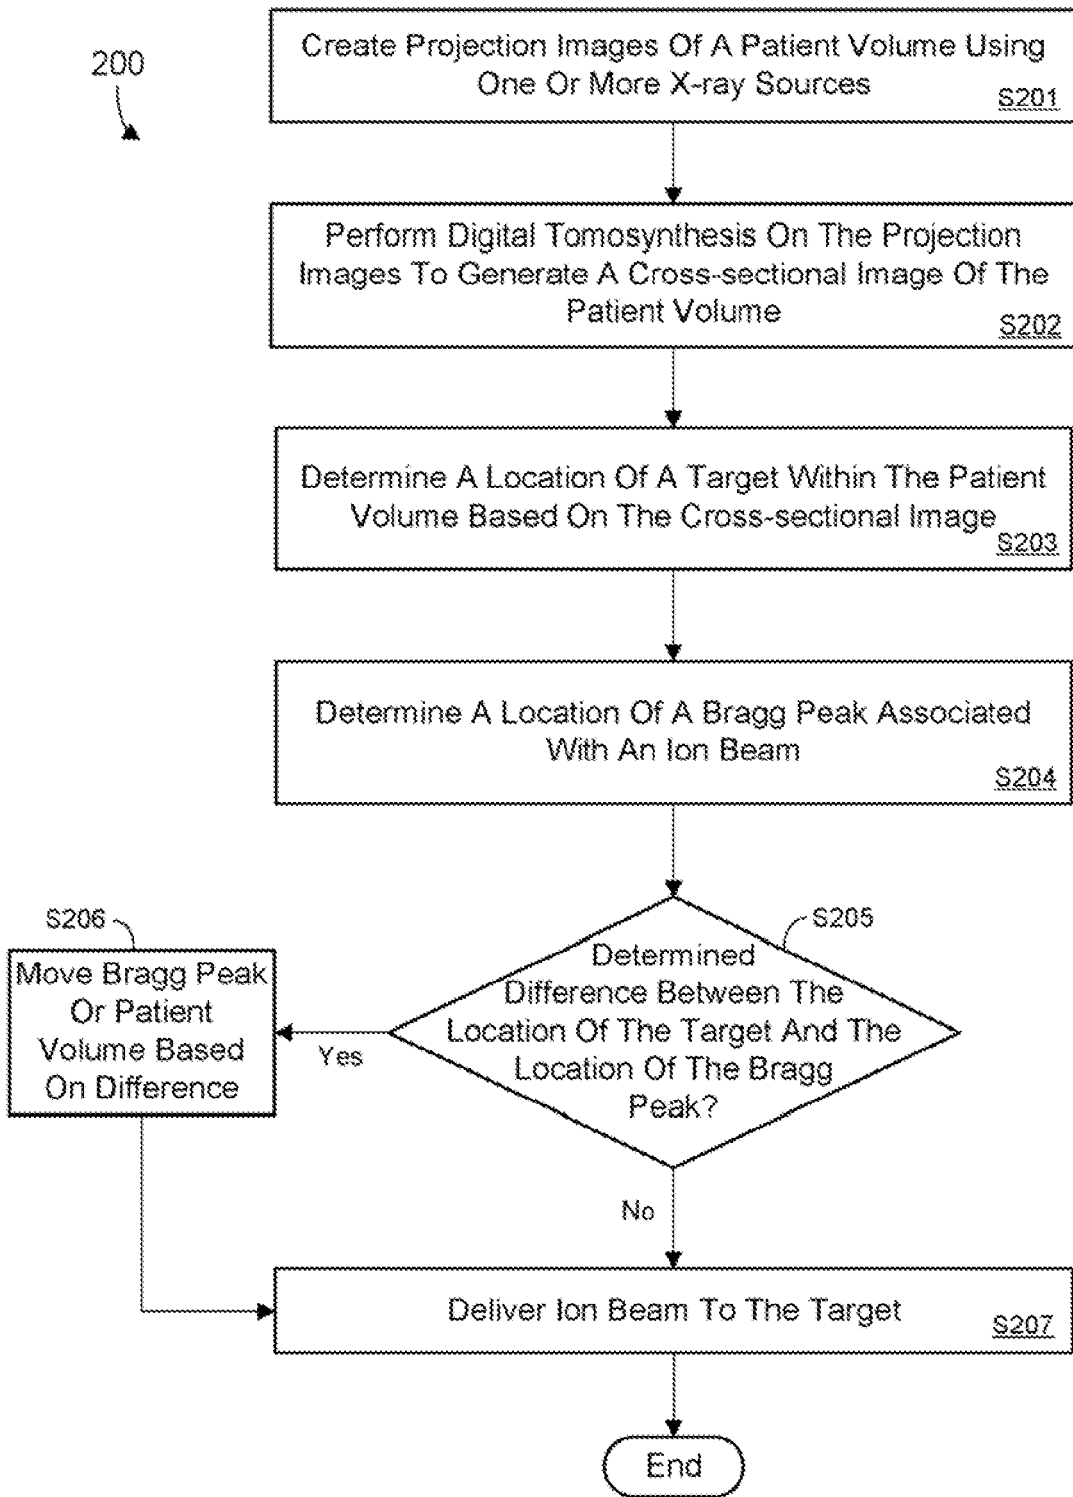 200
Create Projection Images Of A Patient Volume Using
One Or More X-ray Sources
S201
Perform Digital Tomosynthesis On The Projection
Images To Generate A Cross-sectional Image Of The
Patient Volume
S202
Determine A Location Of A Target Within The Patient
Volume Based On The Cross-sectional Image
S203
Determine A Location Of A Bragg Peak Associated
With An Ion Beam
S204
S205
Determined
Difference Between The
Location Of The Target And The
Location Of The Bragg
Peak?
Yes
S206
Move Bragg Peak
Or Patient
Volume Based
On Difference
No
Deliver Ion Beam To The Target
S207
End